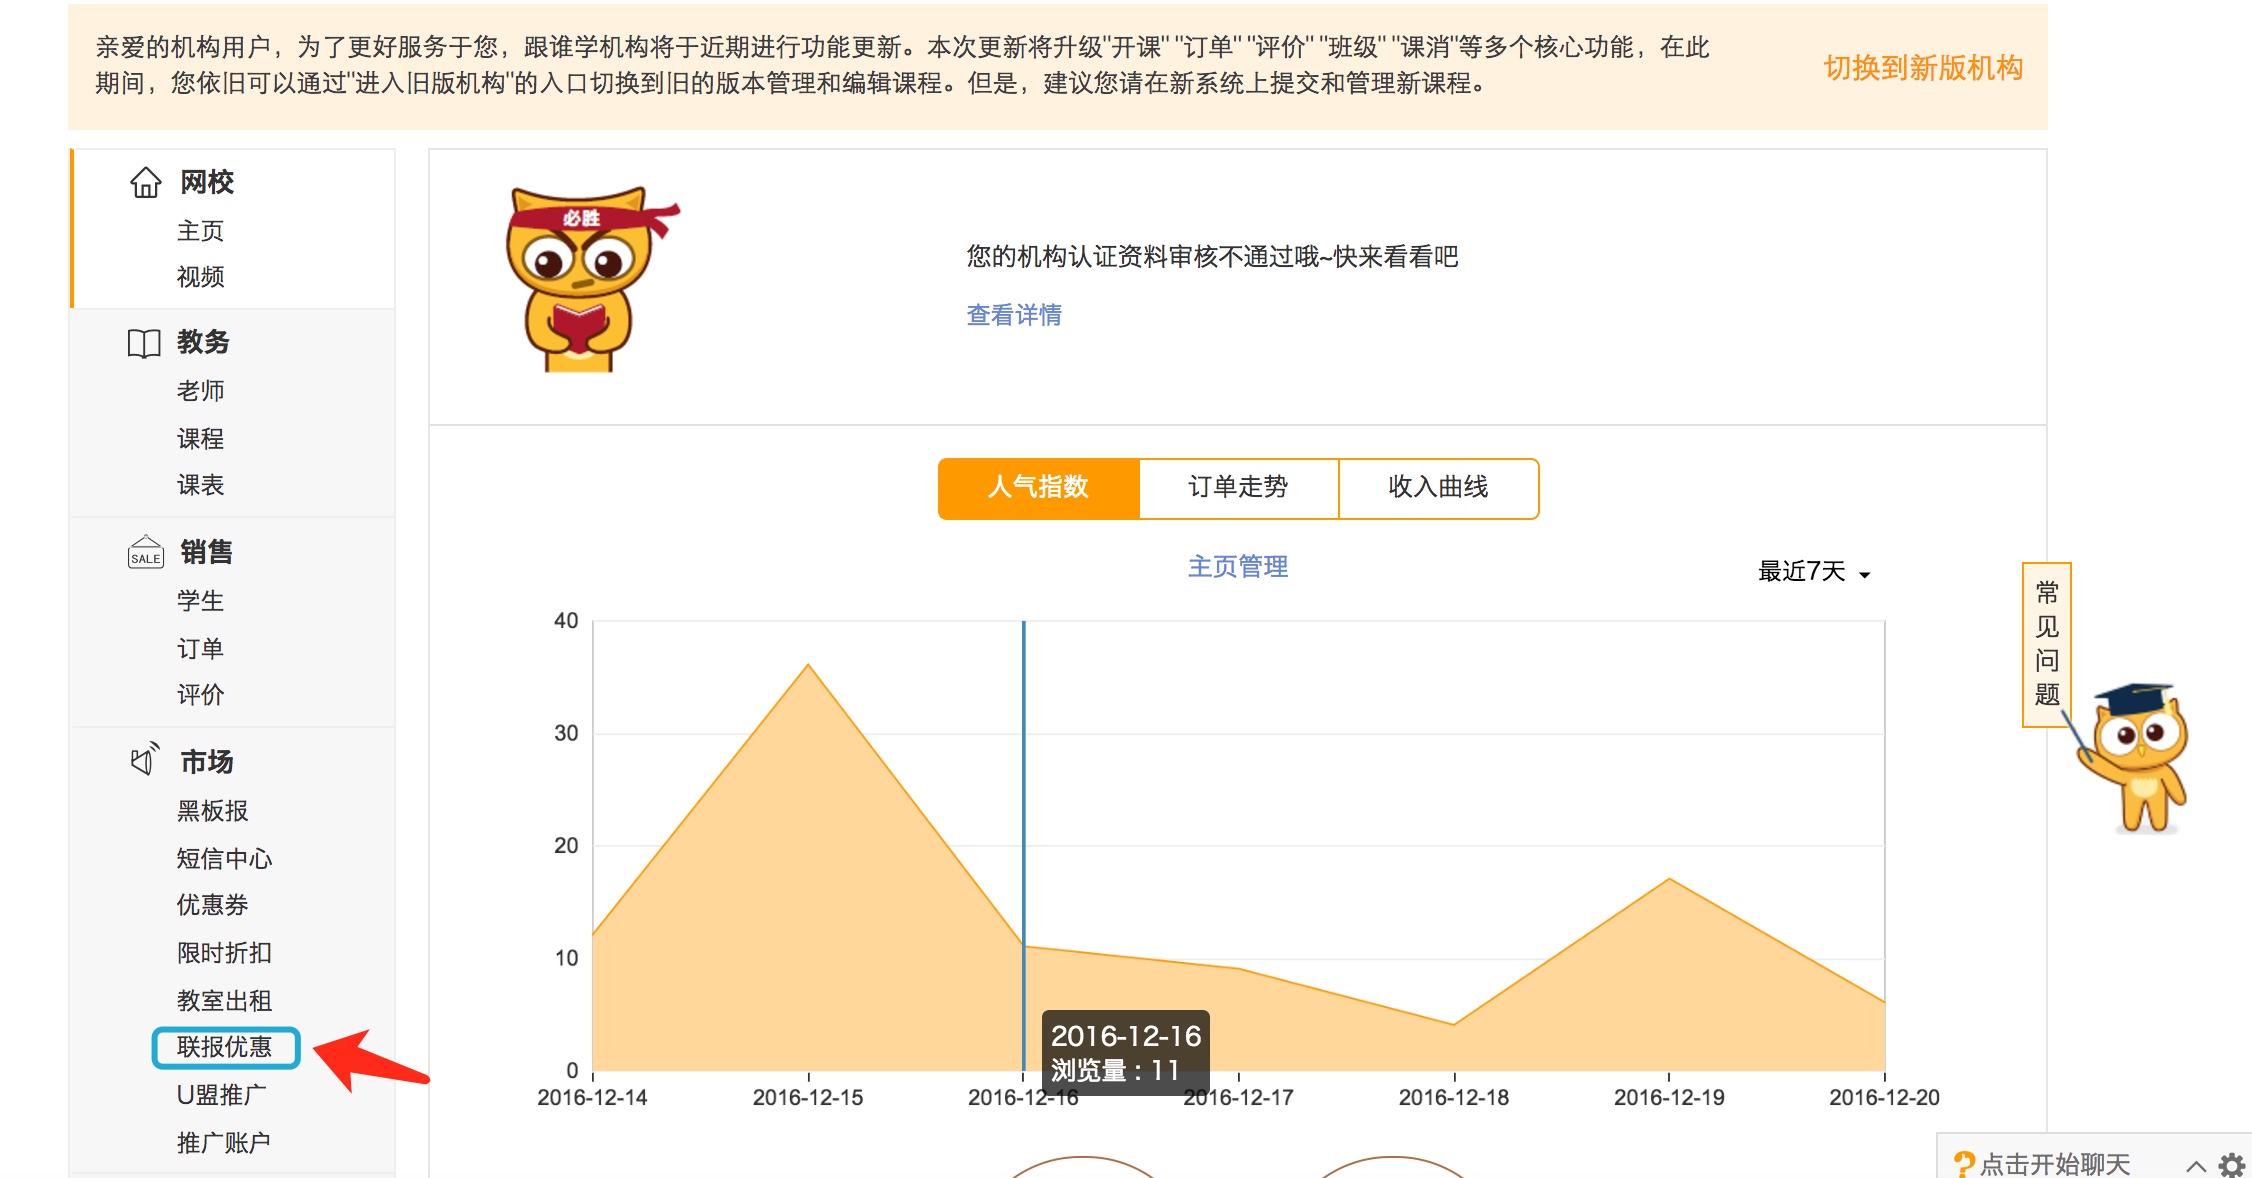 亲爱的机构用户，为了更好服务于您，跟谁学机构将于近期进行功能更新。本次更新将升级"开课" "订单" "评价" "班级" "课消"等多个核心功能，在此
期间，您依旧可以通过"进入旧版机构"的入口切换到旧的版本管理和编辑课程。但是，建议您请在新系统上提交和管理新课程。
切换到新版机构
网校
主页
视频
教务
老师
课程
课表
SALE 销售
学生
订单
评价
市场
黑板报
短信中心
优惠券
限时折扣
教室出租
联报优惠
U盟推广
推广账户
必胜
您的机构认证资料审核不通过哦~快来看看吧
查看详情
人气指数 订单走势 收入曲线
主页管理
最近7天
40
30
20
10
0
2016-12-16
浏览量 : 11
2016-12-14 2016-12-15 2016-12-16 2016-12-17 2016-12-18 2016-12-19 2016-12-20
常
见
问
题
?点击开始聊天